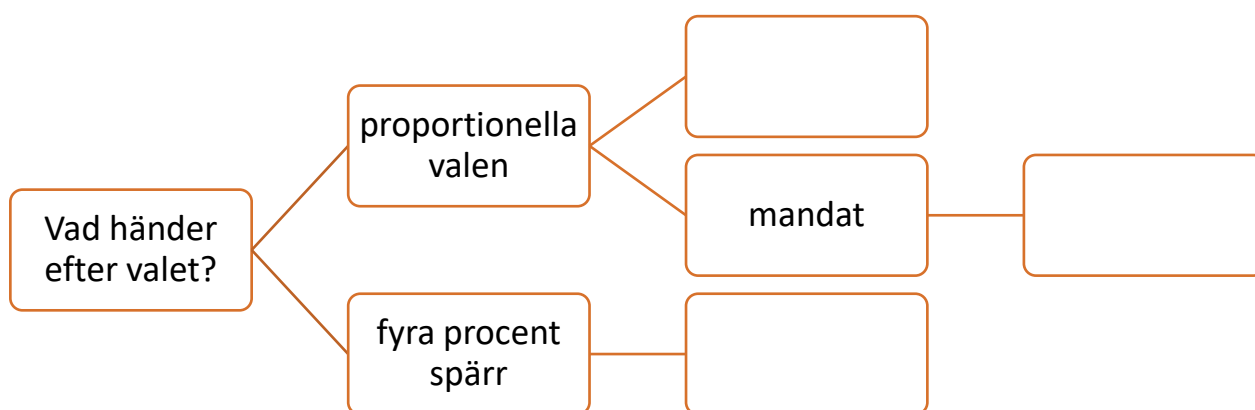 Vad händer
efter valet?
proportionella
valen
mandat
fyra procent
spärr